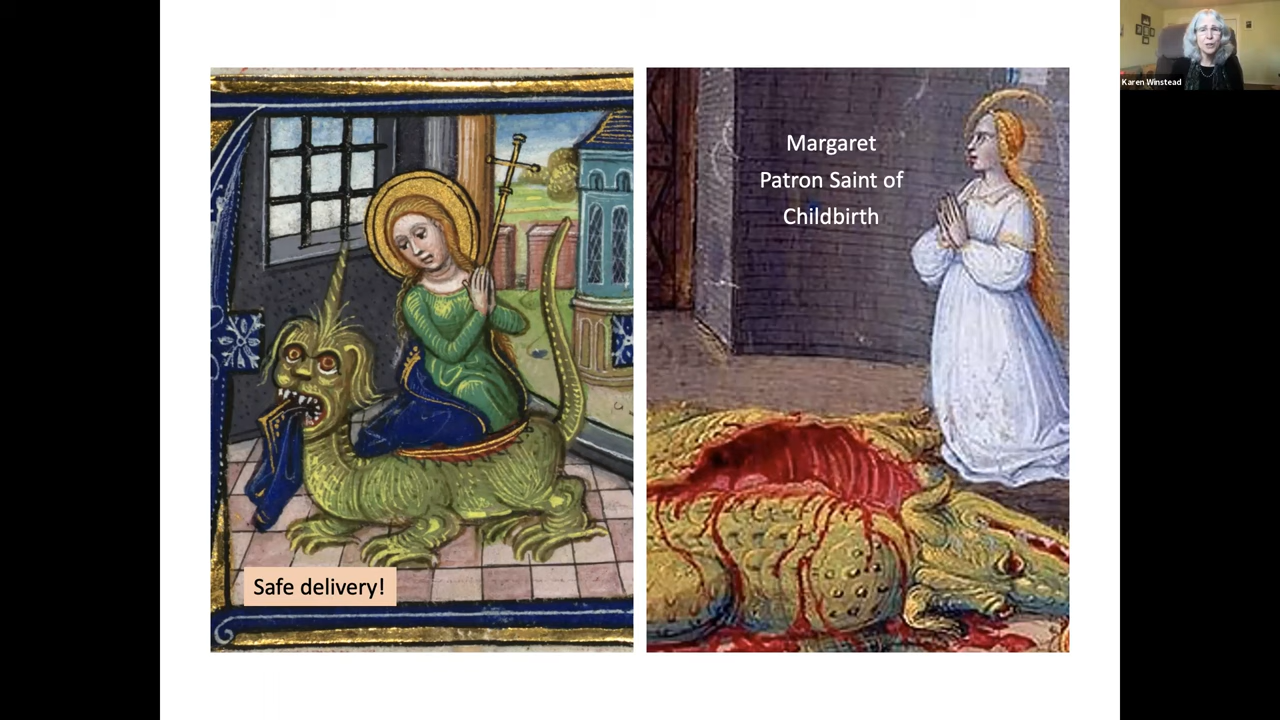 Margaret
Patron Saint of
Childbirth
Safe delivery!
Karen Winstead